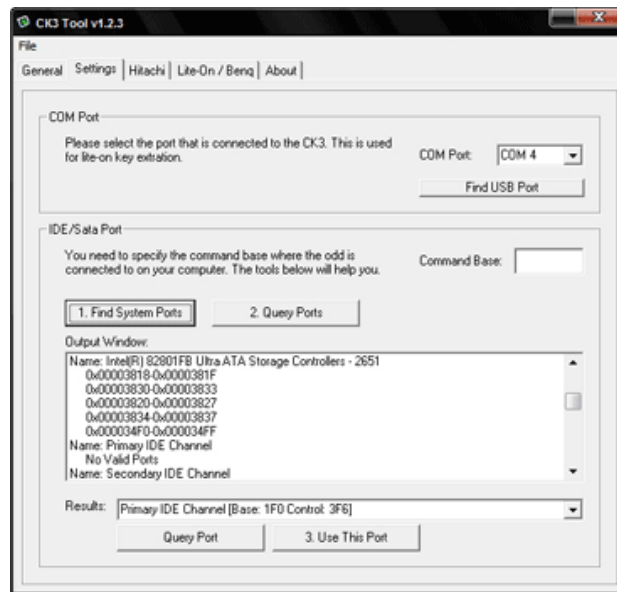 CK3 Tool v1.2.3
File
General Settings Hitachi Lite-On / Benq About
COM Port
Please select the port that is connected to the CK3. This is used
for lite-on key extration.
COM Port: COM 4
Find USB Port
IDE/Sata Port
You need to specify the command base where the odd is
connected to on your computer. The tools below will help you.
Command Base:
1. Find System Ports 2. Query Ports
Output Window:
Name: Intel(R) 82801FB Ultra ATA Storage Controllers - 2651
0x00003818-0x0000381F
0x00003830-0x00003833
0x00003820-0x00003827
0x00003834-0x00003837
0x000034F0-0x000034FF
Name: Primary IDE Channel
No Valid Ports
Name: Secondary IDE Channel
Results: Primary IDE Channel [Base: 1F0 Control: 3F6]
Query Port 3. Use This Port